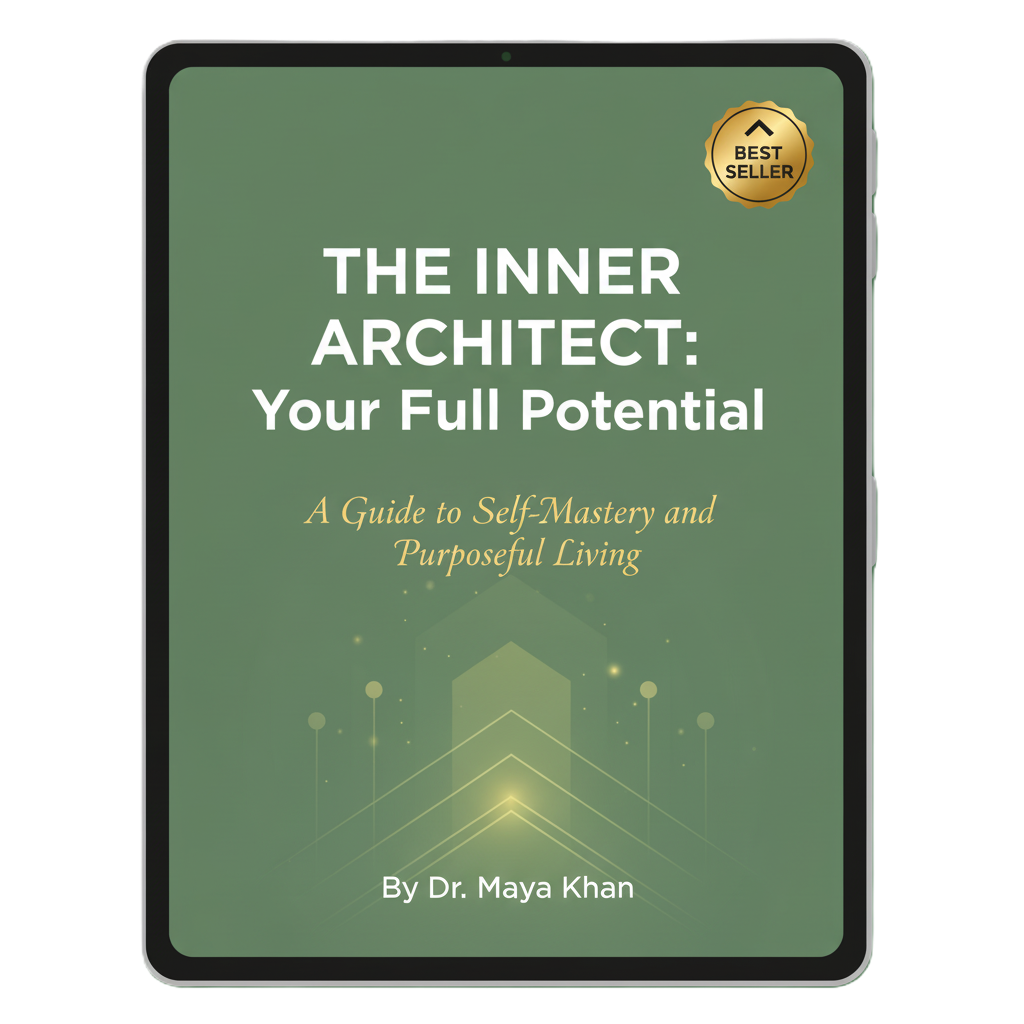 BEST
SELLER
THE INNER
ARCHITECT:
Your Full Potential
A Guide to Self-Mastery and
Purposeful Living
By Dr. Maya Khan